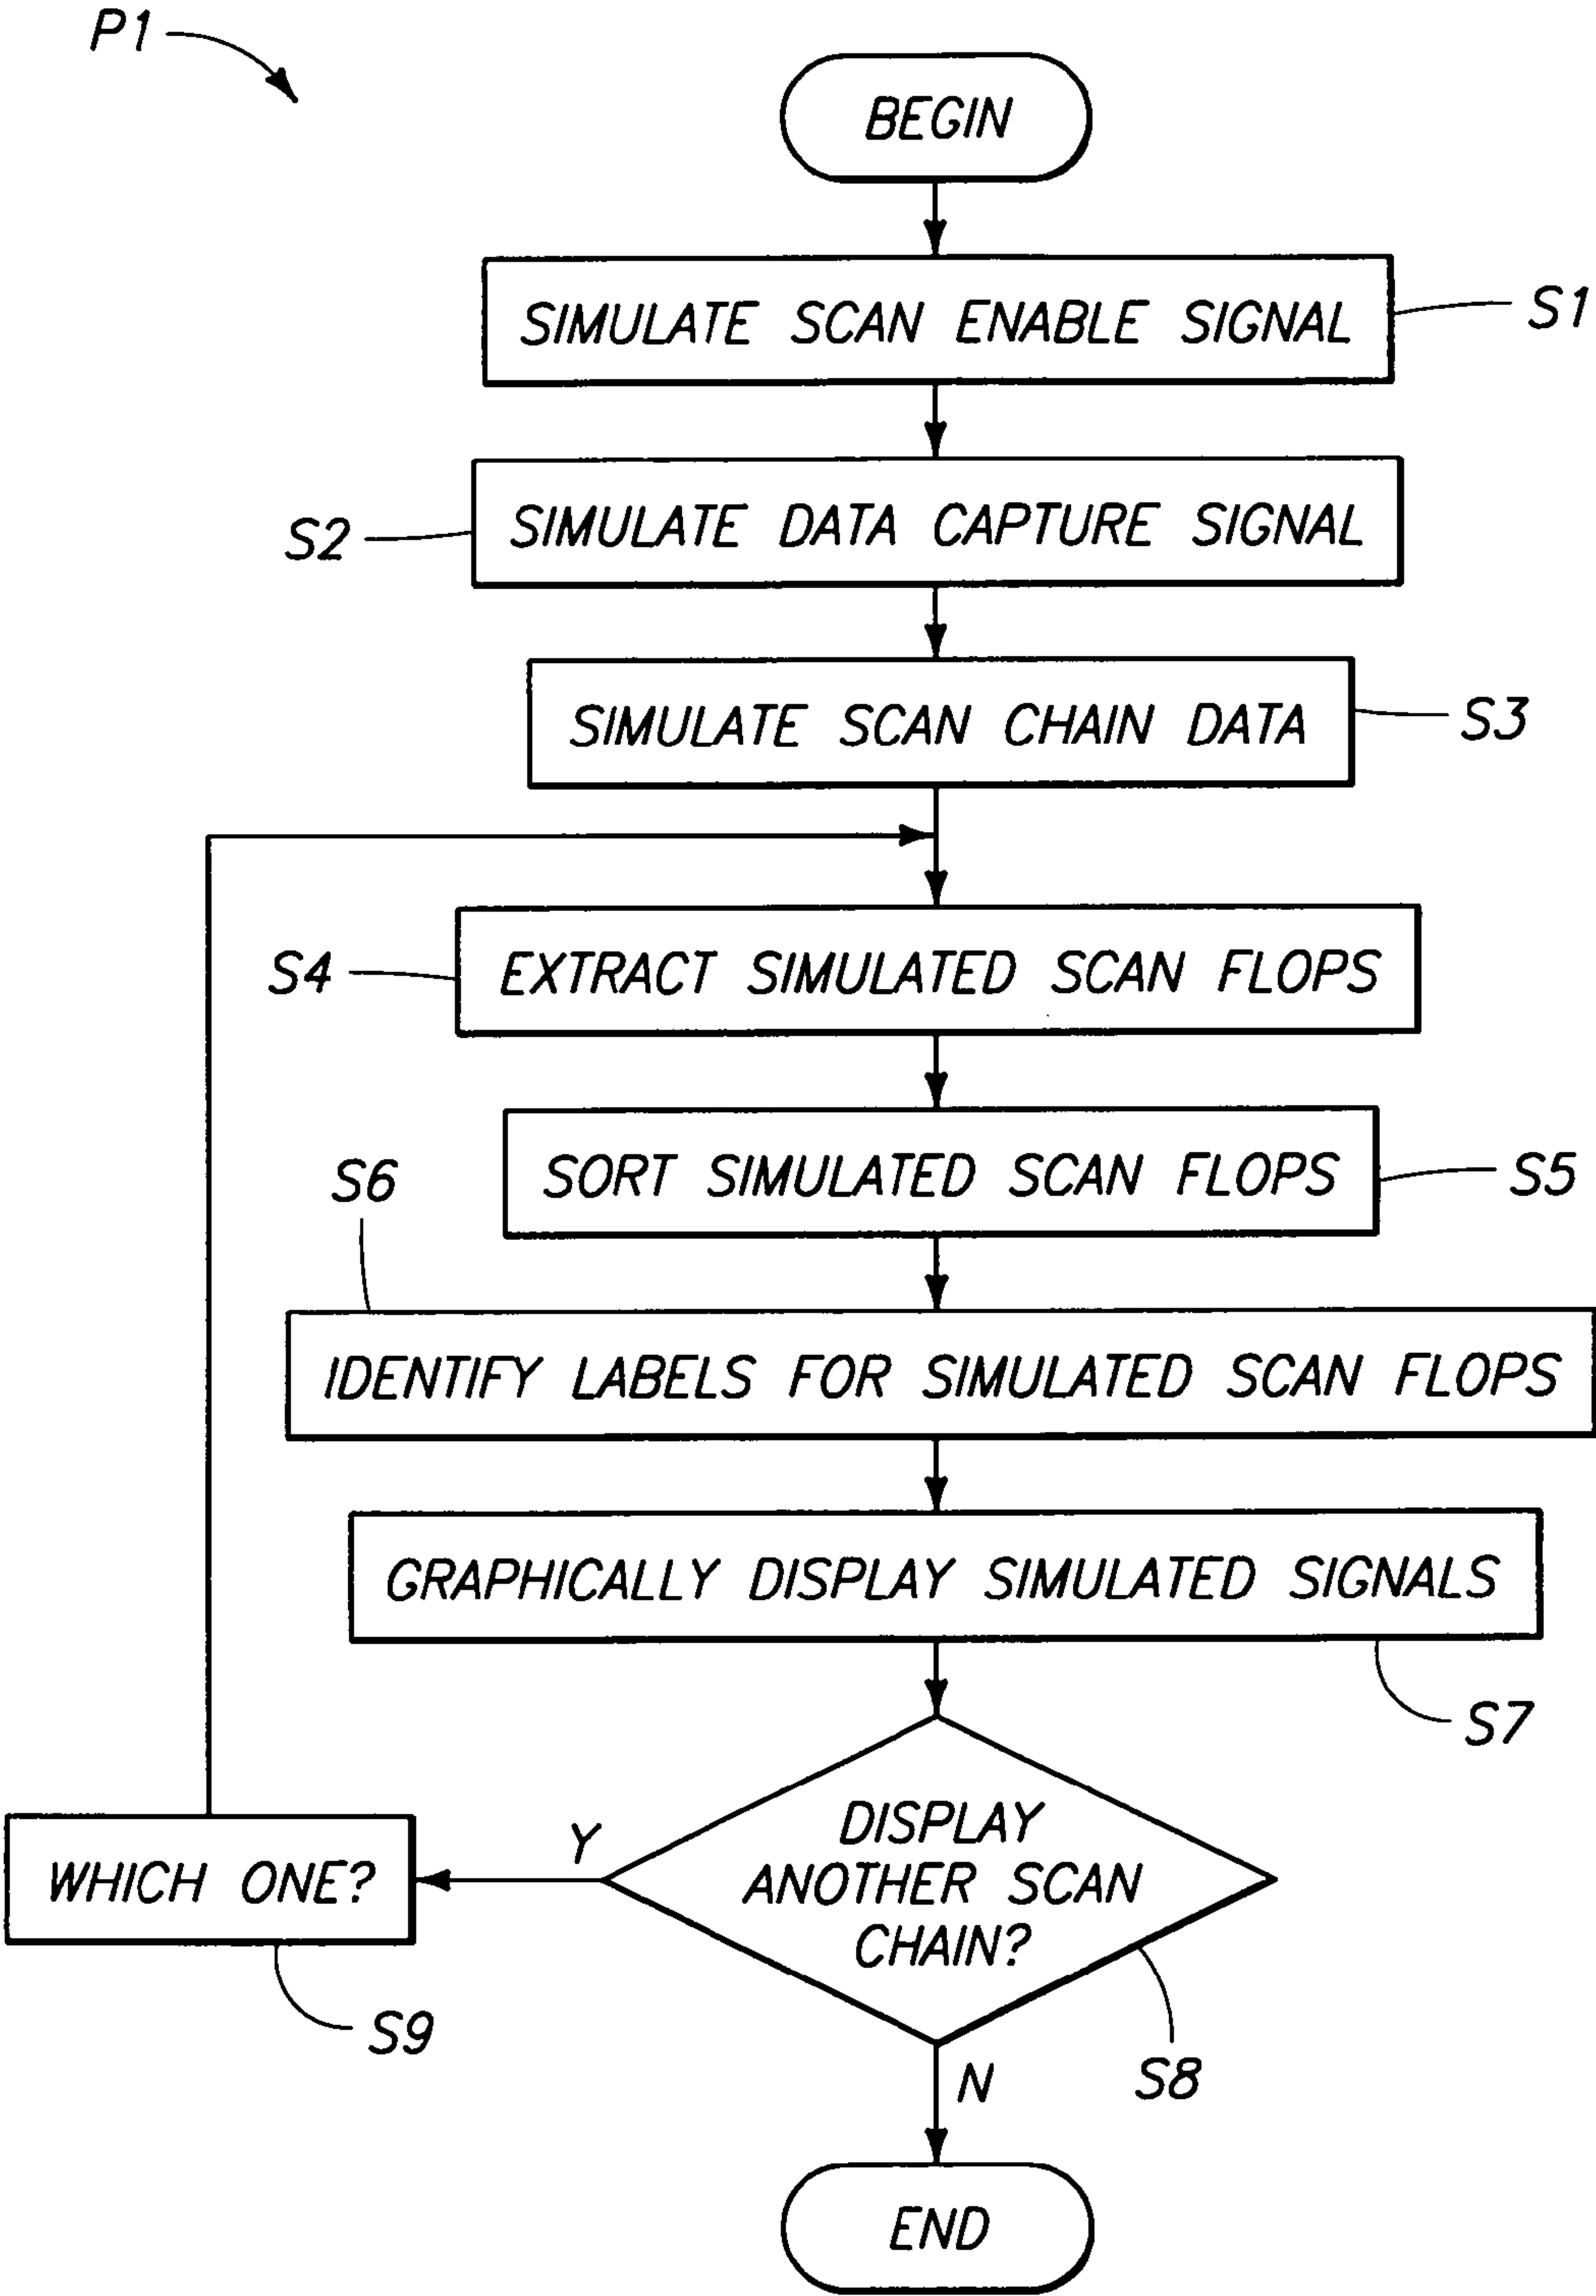 P1
BEGIN
SIMULATE SCAN ENABLE SIGNAL
S1
SIMULATE DATA CAPTURE SIGNAL
S2
SIMULATE SCAN CHAIN DATA
S3
EXTRACT SIMULATED SCAN FLOPS
S4
SORT SIMULATED SCAN FLOPS
S5
S6
IDENTIFY LABELS FOR SIMULATED SCAN FLOPS
GRAPHICALLY DISPLAY SIMULATED SIGNALS
S7
DISPLAY
ANOTHER SCAN
CHAIN?
S8
Y
WHICH ONE?
S9
N
END